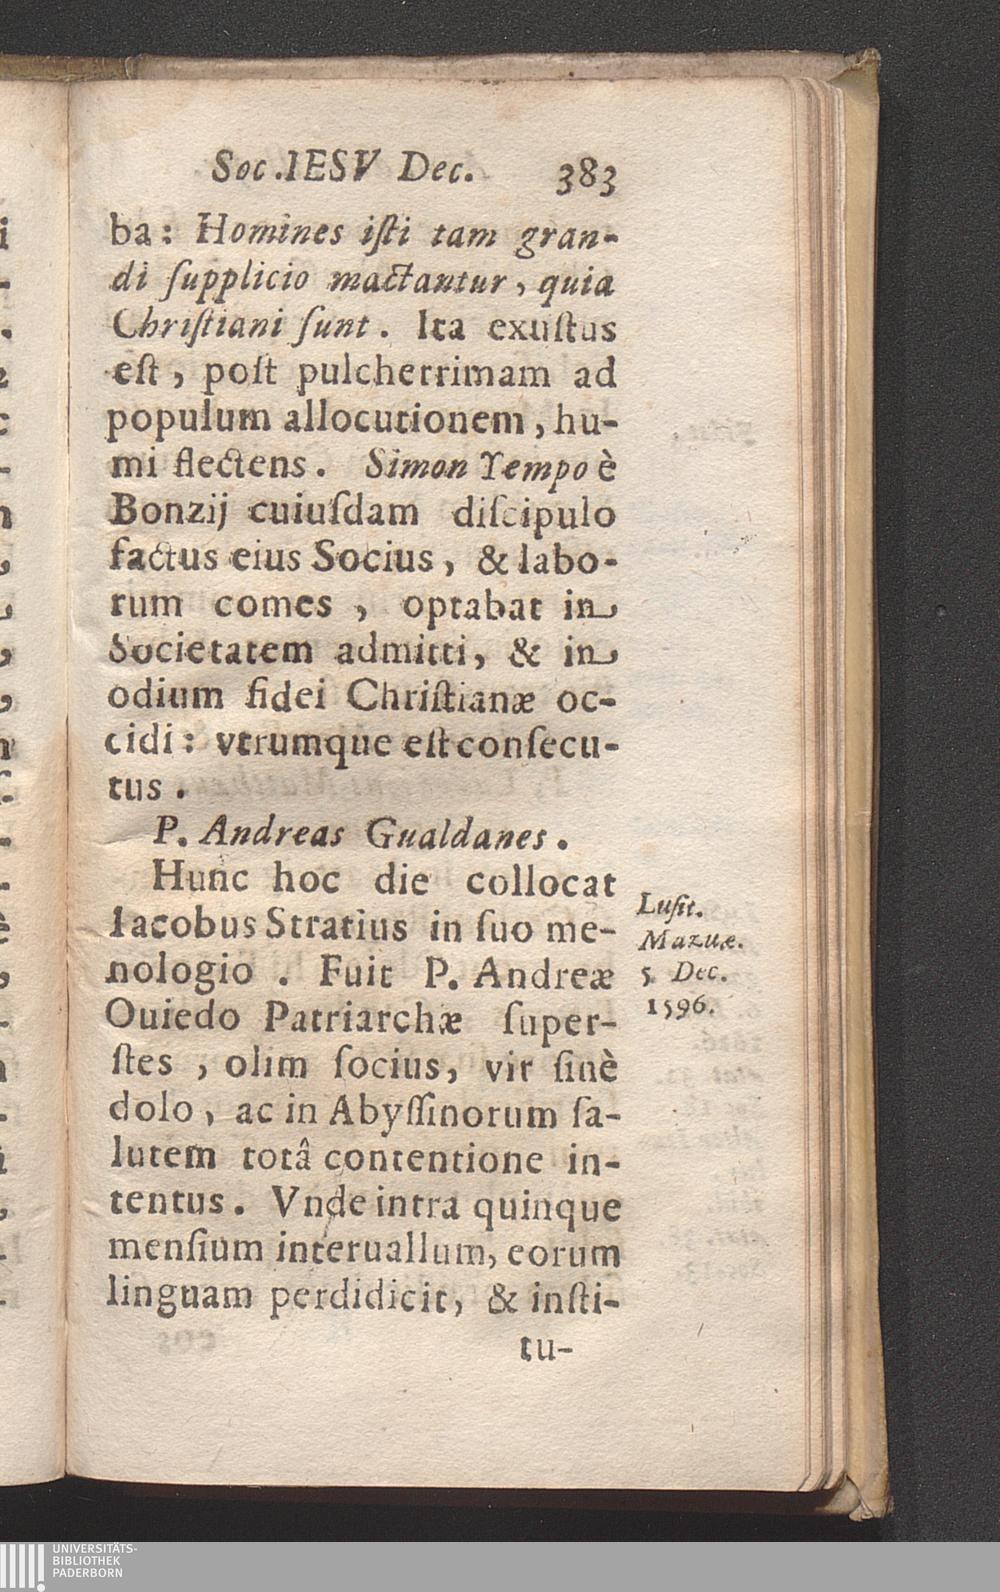 Soc.IESV Dec. 383
ba: Homines iſti tam gran-
di ſupplicio mactantur, quia
Chriſtiani ſunt. Ita exuſtus
eſt, poſt pulcherrimam ad
populum allocutionem, hu-
mi flectens. Simon Yempo è
Bonzij cuiuſdam diſcipulo
factus eius Socius, & labo-
rum comes, optabat in
Societatem admitti, & in
odium fidei Chriſtianæ oc-
cidi: vtrumque eſt conſecu-
tus.
P. Andreas Gualdanes.
Hunc hoc die collocat
Iacobus Stratius in ſuo me-
nologio. Fuit P. Andreæ
Ouiedo Patriarchæ ſuper-
ſtes, olim ſocius, vir ſinè
dolo, ac in Abyſſinorum ſa-
lutem totâ contentione in-
tentus. Vnde intra quinque
menſium interuallum, eorum
linguam perdidicit, & inſti-
tu-
Luſit.
Mazuæ.
5. Dec.
1596.
UNIVERSITÄTS-
BIBLIOTHEK
PADERBORN